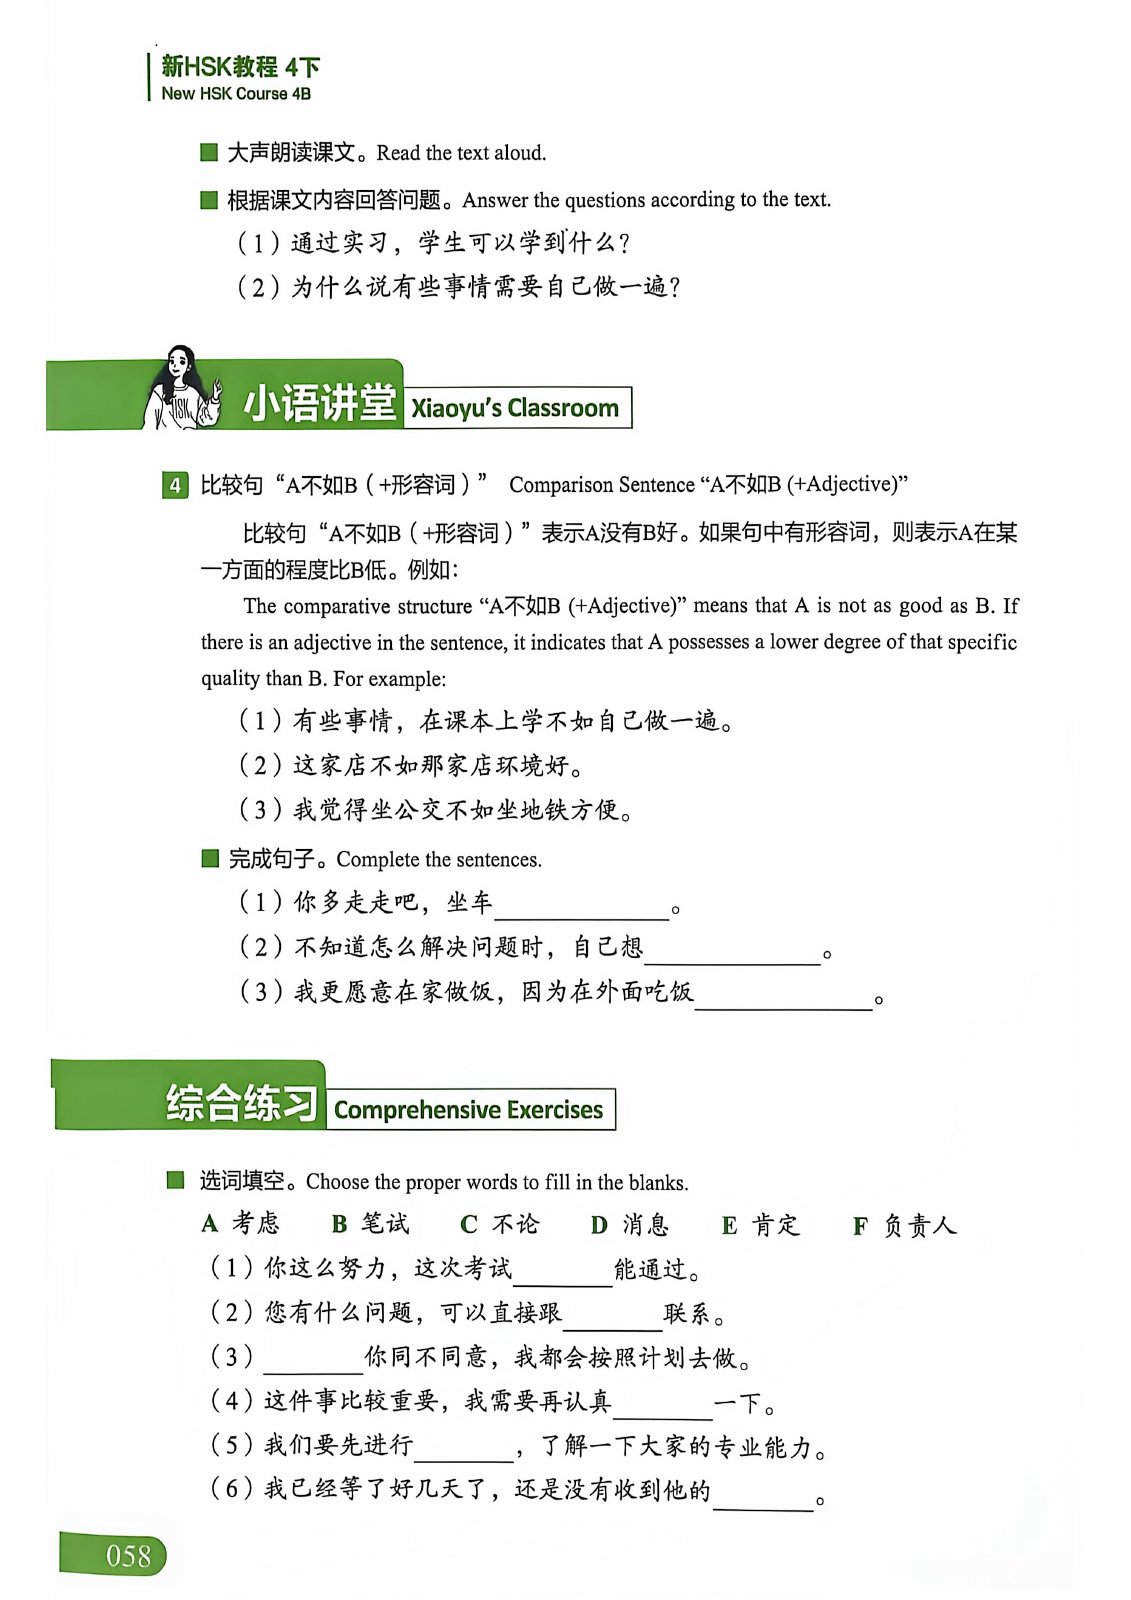 新HSK教程 4下
New HSK Course 4B
■ 大声朗读课文。Read the text aloud.
■ 根据课文内容回答问题。Answer the questions according to the text.
（1）通过实习，学生可以学到什么？
（2）为什么说有些事情需要自己做一遍？
HSK
小语讲堂 Xiaoyu's Classroom
4 比较句“A不如B（+形容词）” Comparison Sentence “A不如B (+Adjective)”
比较句“A不如B（+形容词）”表示A没有B好。如果句中有形容词，则表示A在某
一方面的程度比B低。例如：
The comparative structure “A不如B (+Adjective)” means that A is not as good as B. If
there is an adjective in the sentence, it indicates that A possesses a lower degree of that specific
quality than B. For example:
（1）有些事情，在课本上学不如自己做一遍。
（2）这家店不如那家店环境好。
（3）我觉得坐公交不如坐地铁方便。
■ 完成句子。Complete the sentences.
（1）你多走走吧，坐车______________。
（2）不知道怎么解决问题时，自己想______________。
（3）我更愿意在家做饭，因为在外面吃饭______________。
综合练习 Comprehensive Exercises
■ 选词填空。Choose the proper words to fill in the blanks.
A 考虑 B 笔试 C 不论 D 消息 E 肯定 F 负责人
（1）你这么努力，这次考试________能通过。
（2）您有什么问题，可以直接跟________联系。
（3）________你同不同意，我都会按照计划去做。
（4）这件事比较重要，我需要再认真________一下。
（5）我们要先进行________，了解一下大家的专业能力。
（6）我已经等了好几天了，还是没有收到他的________。
058